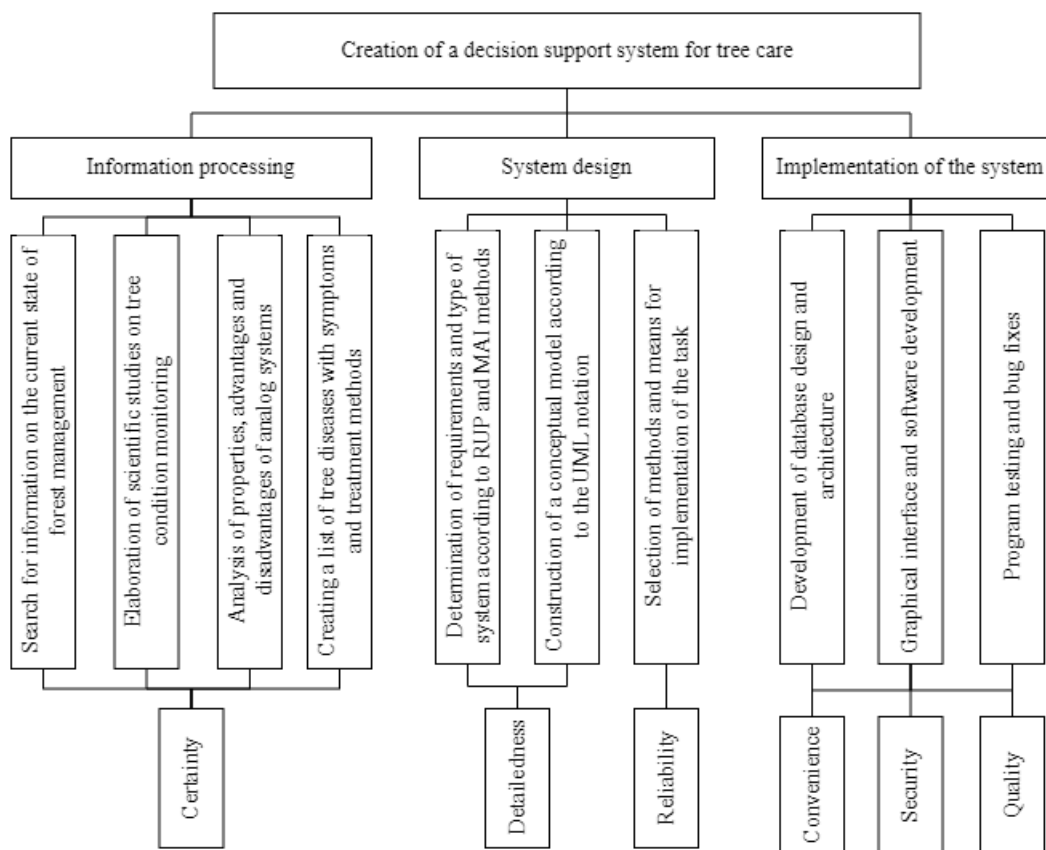 Creation of a decision support system for tree care
Information processing
System design
Implementation of the system
Search for information on the current state of
forest management
Elaboration of scientific studies on tree
condition monitoring
Analysis of properties, advantages and
disadvantages of analog systems
Creating a list of tree diseases with symptoms
and treatment methods
Determination of requirements and type of
system according to RUP and MAI methods
Construction of a conceptual model according
to the UML notation
Selection of methods and means for
implementation of the task
Development of database design and
architecture
Graphical interface and software development
Program testing and bug fixes
Certainty
Detailedness
Reliability
Convenience
Security
Quality